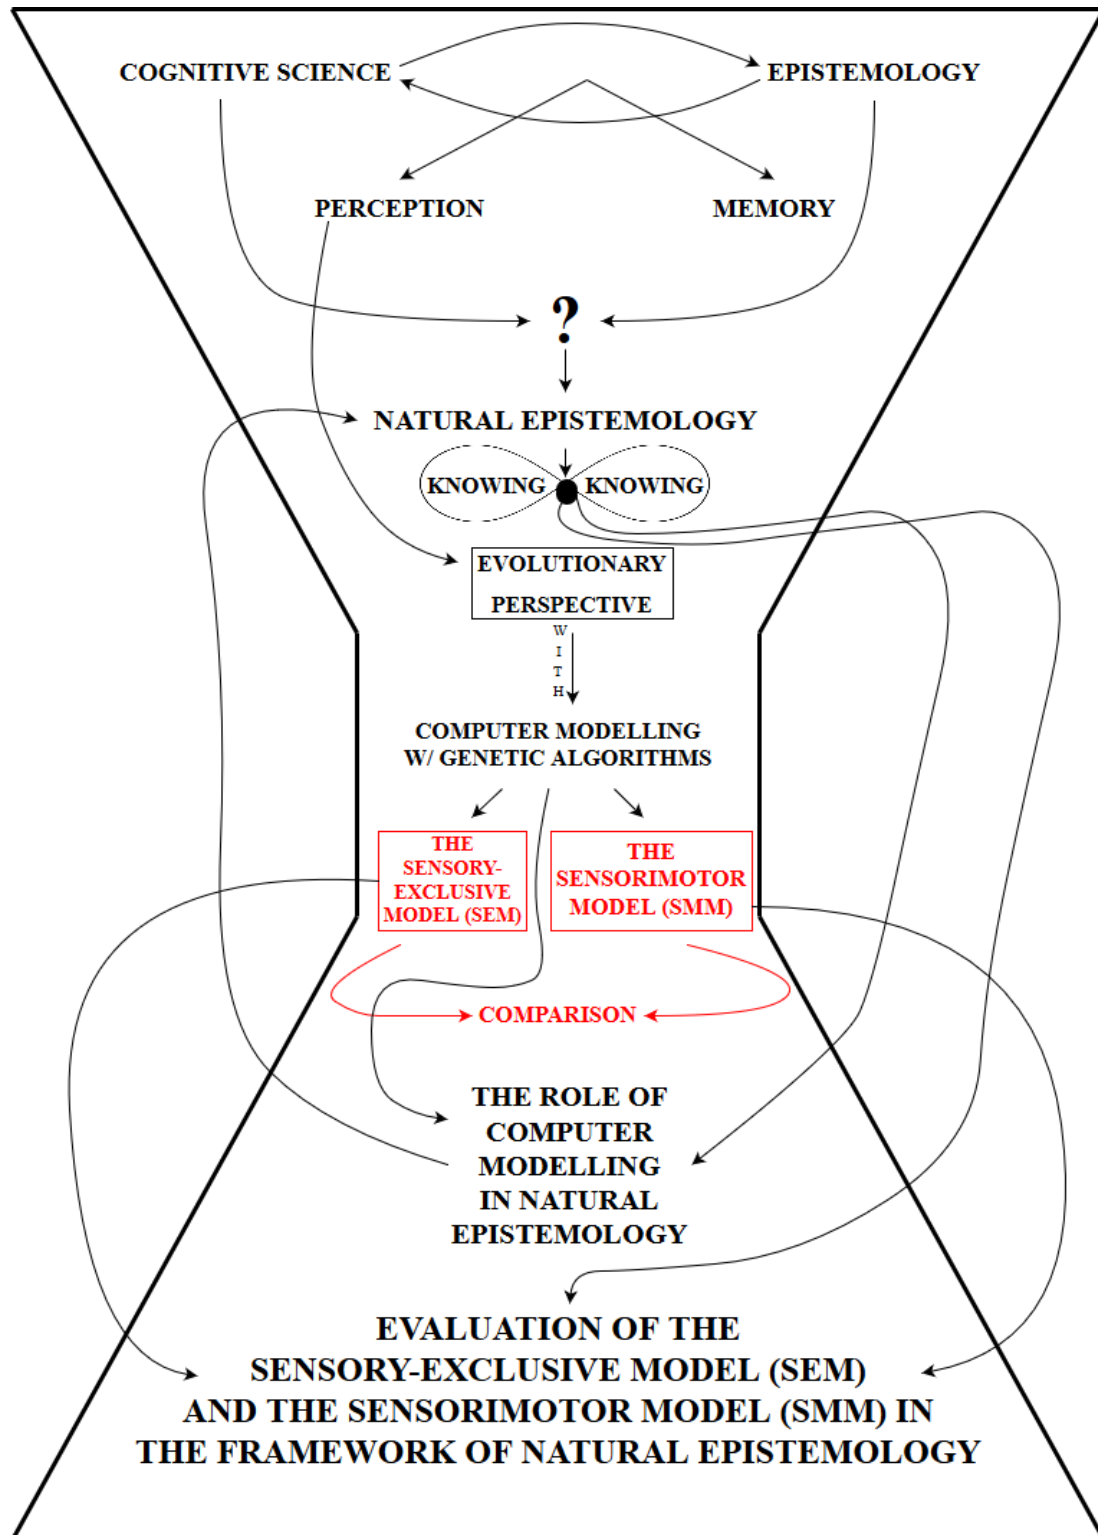 COGNITIVE SCIENCE
EPISTEMOLOGY
PERCEPTION
MEMORY
?
NATURAL EPISTEMOLOGY
KNOWING
KNOWING
EVOLUTIONARY
PERSPECTIVE
WITH
COMPUTER MODELLING
W/ GENETIC ALGORITHMS
THE
SENSORY-
EXCLUSIVE
MODEL (SEM)
THE
SENSORIMOTOR
MODEL (SMM)
COMPARISON
THE ROLE OF
COMPUTER
MODELLING
IN NATURAL
EPISTEMOLOGY
EVALUATION OF THE
SENSORY-EXCLUSIVE MODEL (SEM)
AND THE SENSORIMOTOR MODEL (SMM) IN
THE FRAMEWORK OF NATURAL EPISTEMOLOGY